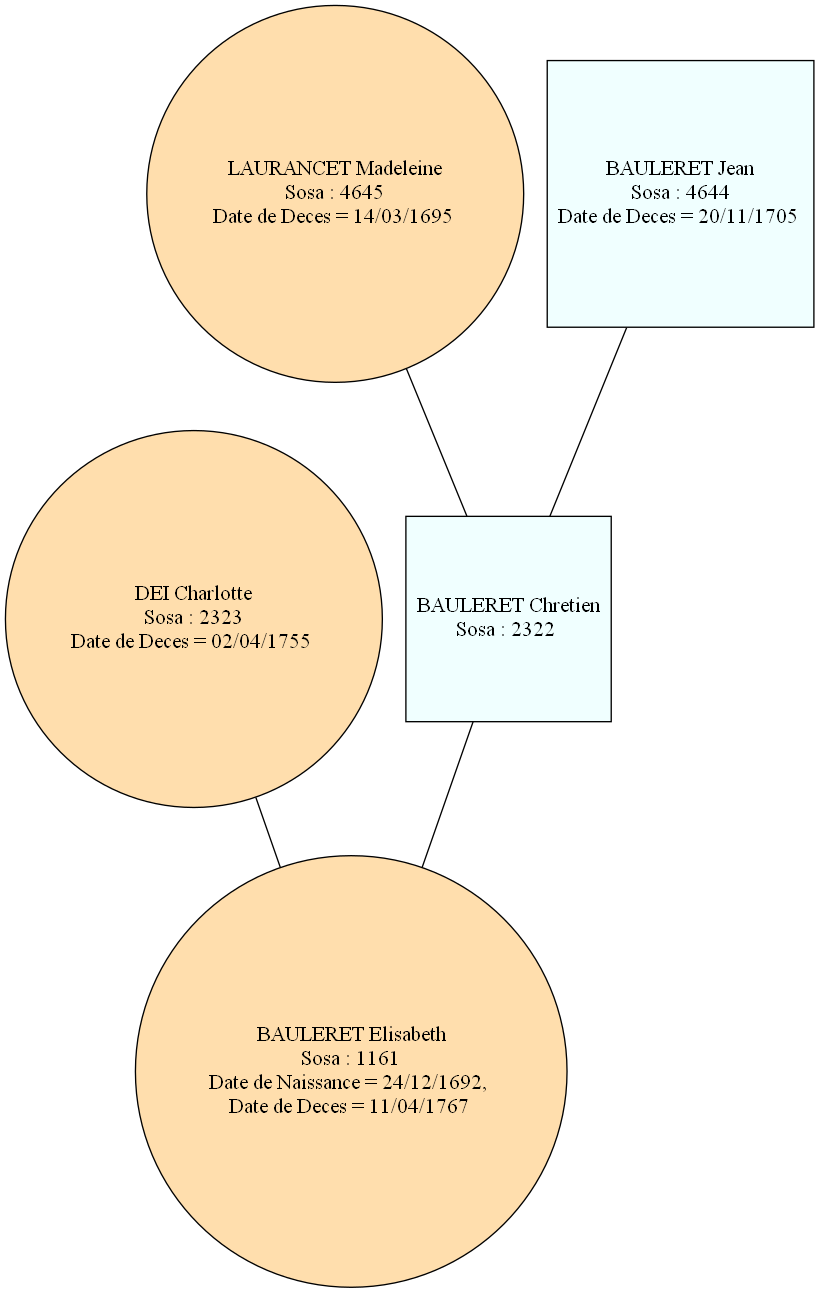 LAURANCET Madeleine
Sosa : 4645
Date de Deces = 14/03/1695
BAULERET Jean
Sosa : 4644
Date de Deces = 20/11/1705
DEI Charlotte
Sosa : 2323
Date de Deces = 02/04/1755
BAULERET Chretien
Sosa : 2322
BAULERET Elisabeth
Sosa : 1161
Date de Naissance = 24/12/1692,
Date de Deces = 11/04/1767